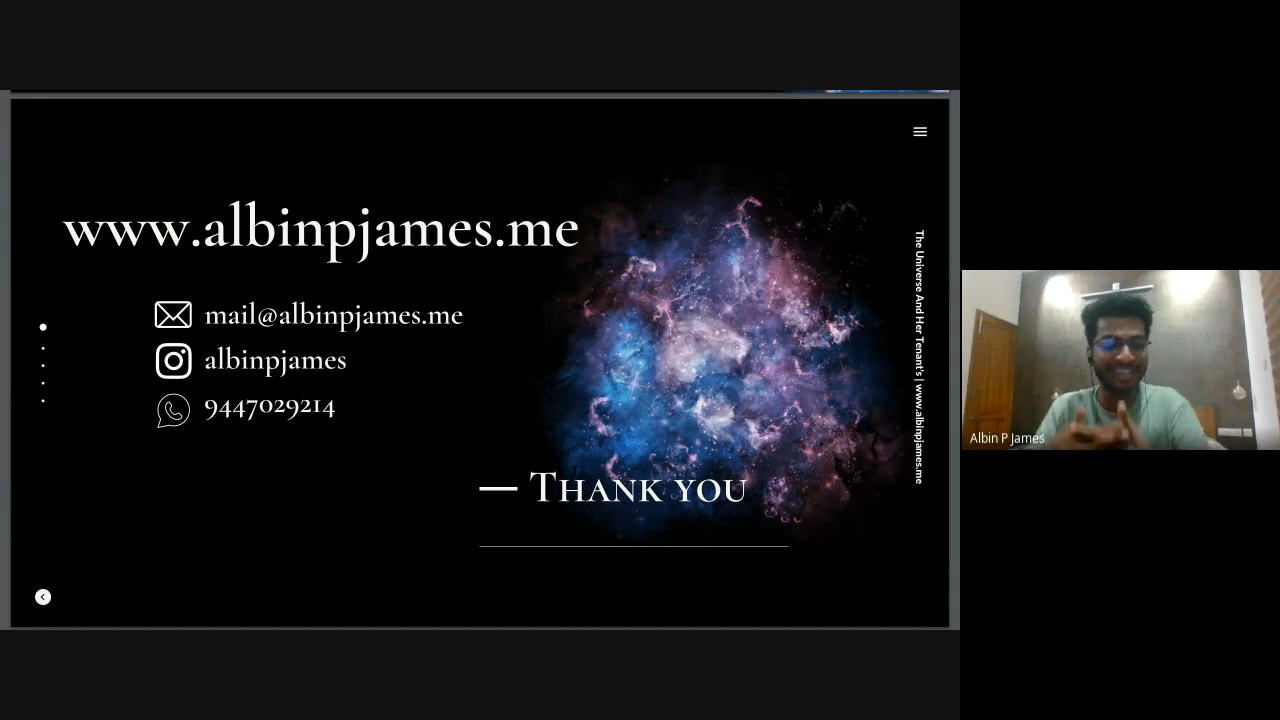 www.albinpjames.me
mail@albinpjames.me
albinpjames
9447029214
— Thank you
The Universe And Her Tenant's | www.albinpjames.me
Albin P James